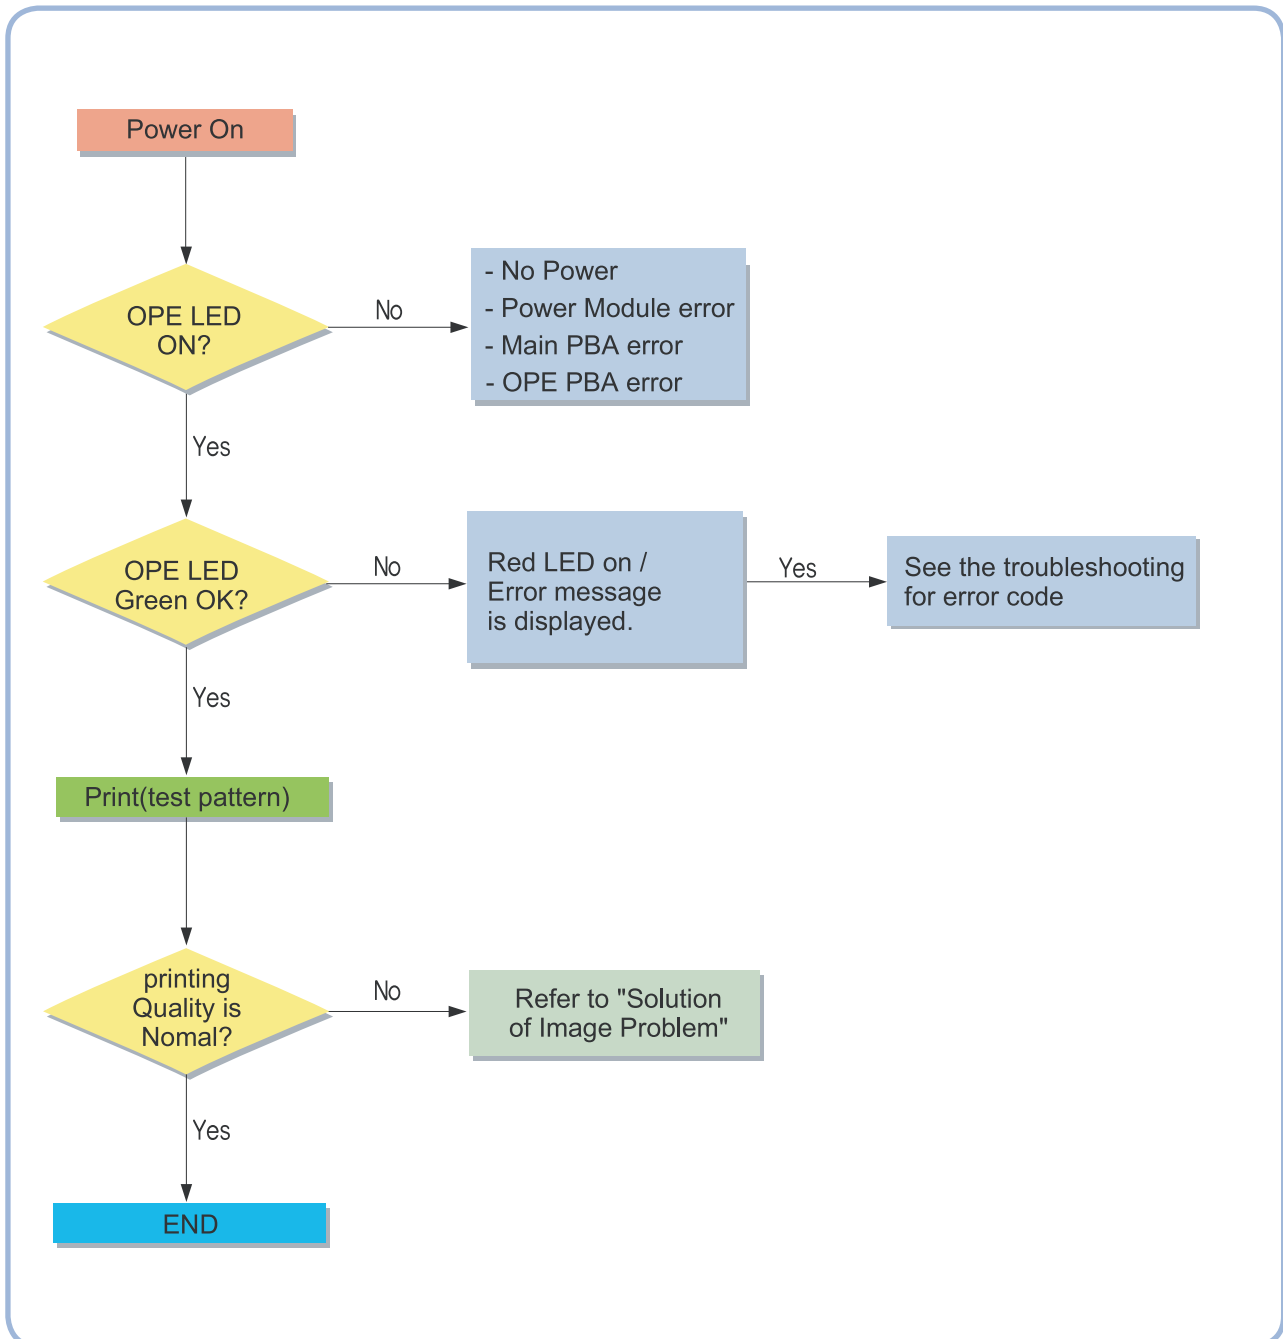 Power On
OPE LED
ON?
No
- No Power
- Power Module error
- Main PBA error
- OPE PBA error
Yes
OPE LED
Green OK?
No
Red LED on /
Error message
is displayed.
Yes
See the troubleshooting
for error code
Yes
Print(test pattern)
printing
Quality is
Nomal?
No
Refer to "Solution
of Image Problem"
Yes
END